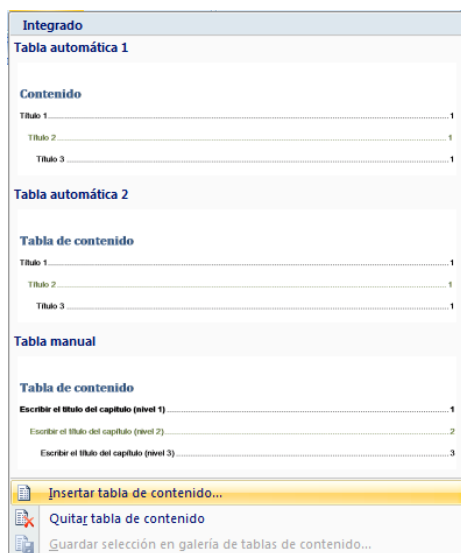 Integrado
Tabla automática 1
Contenido
Título 1 1
Título 2 1
Título 3 1
Tabla automática 2
Tabla de contenido
Título 1 1
Título 2 1
Título 3 1
Tabla manual
Tabla de contenido
Escribir el título del capítulo (nivel 1) 1
Escribir el título del capítulo (nivel 2) 2
Escribir el título del capítulo (nivel 3) 3
Insertar tabla de contenido...
Quitar tabla de contenido
Guardar selección en galería de tablas de contenido...